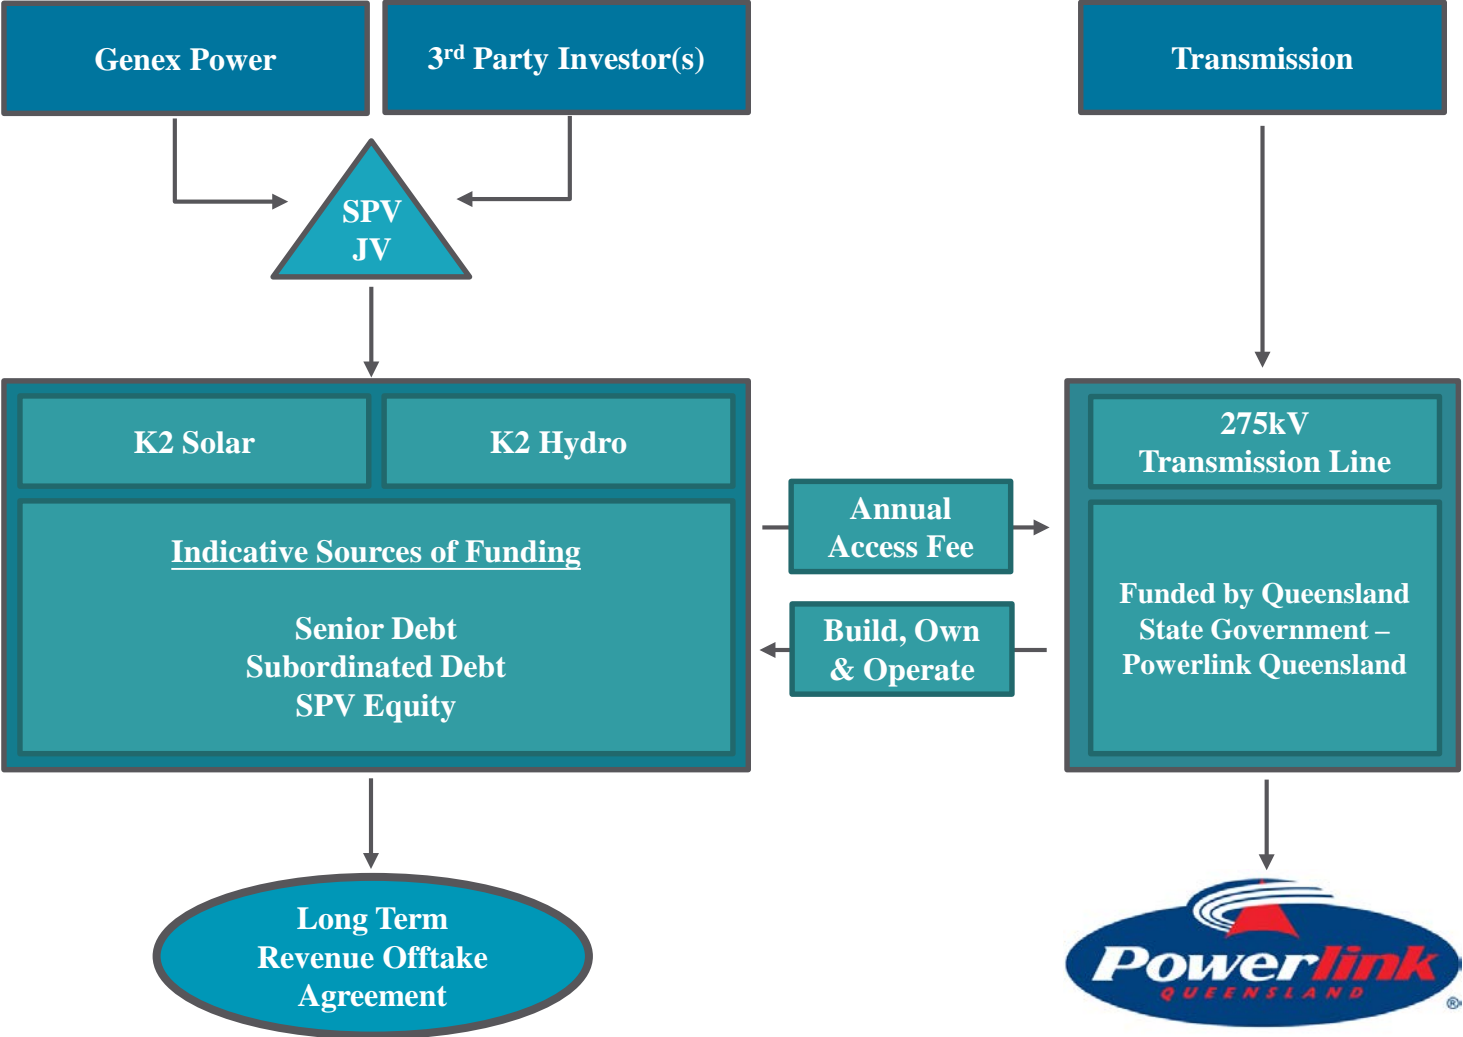 Genex Power
3rd Party Investor(s)
Transmission
SPV
JV
K2 Solar
K2 Hydro
Indicative Sources of Funding
Senior Debt
Subordinated Debt
SPV Equity
Annual
Access Fee
Build, Own
& Operate
275kV
Transmission Line
Funded by Queensland
State Government –
Powerlink Queensland
Long Term
Revenue Offtake
Agreement
Powerlink
QUEENSLAND
®